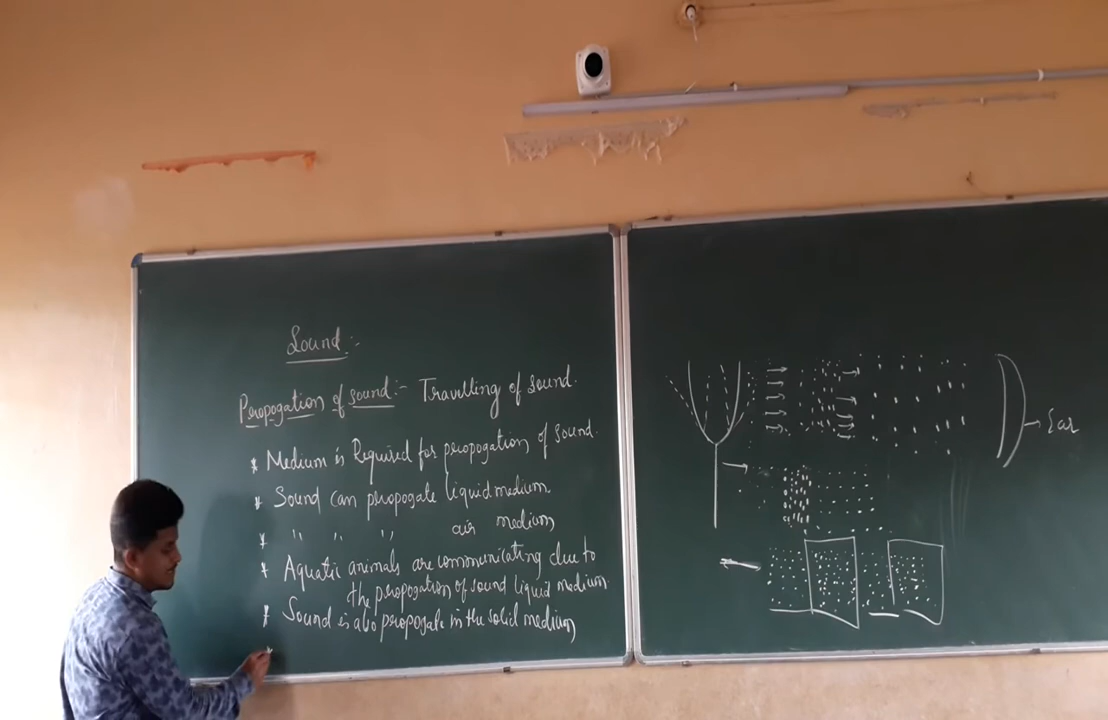 Sound :-
Propogation of sound :- Travelling of sound.
* Medium is Required for propogation of sound.
* Sound can propogate liquid medium.
* " " " air medium
* Aquatic animals are communicating due to
the propogation of sound liquid medium.
* Sound is also propogate in the solid medium
*
Ear